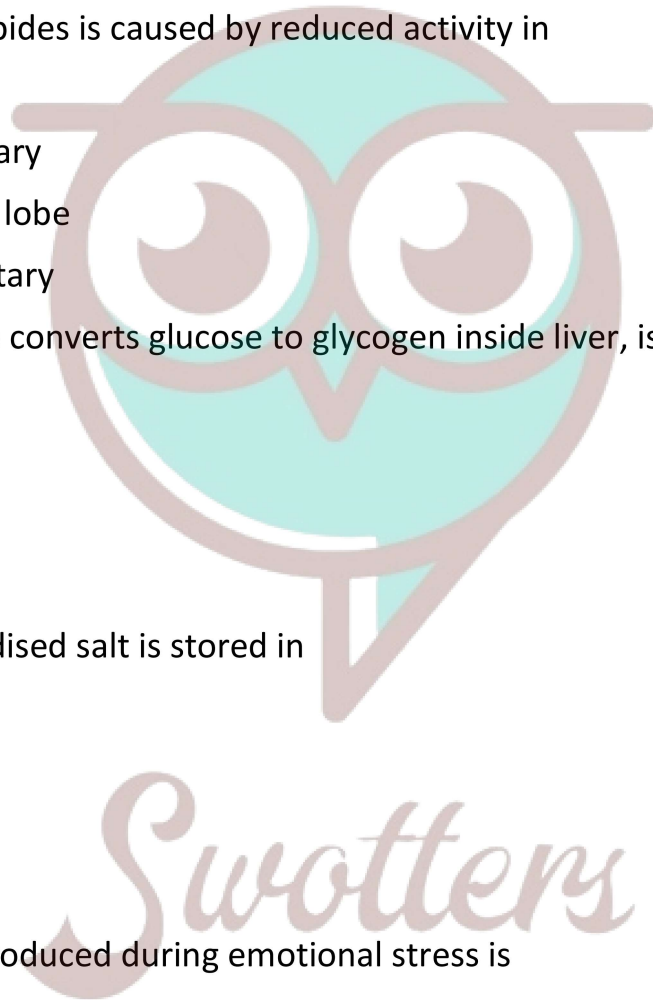 bides is caused by reduced activity in
ary
lobe
tary
converts glucose to glycogen inside liver, is
dised salt is stored in
Swotters
oduced during emotional stress is